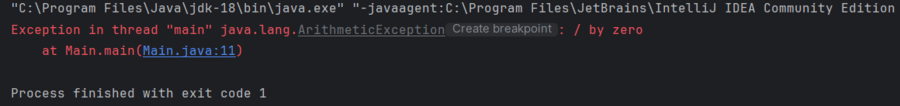 "C:\Program Files\Java\jdk-18\bin\java.exe" "-javaagent:C:\Program Files\JetBrains\IntelliJ IDEA Community Edition
Exception in thread "main" java.lang.ArithmeticException Create breakpoint : / by zero
    at Main.main(Main.java:11)
Process finished with exit code 1